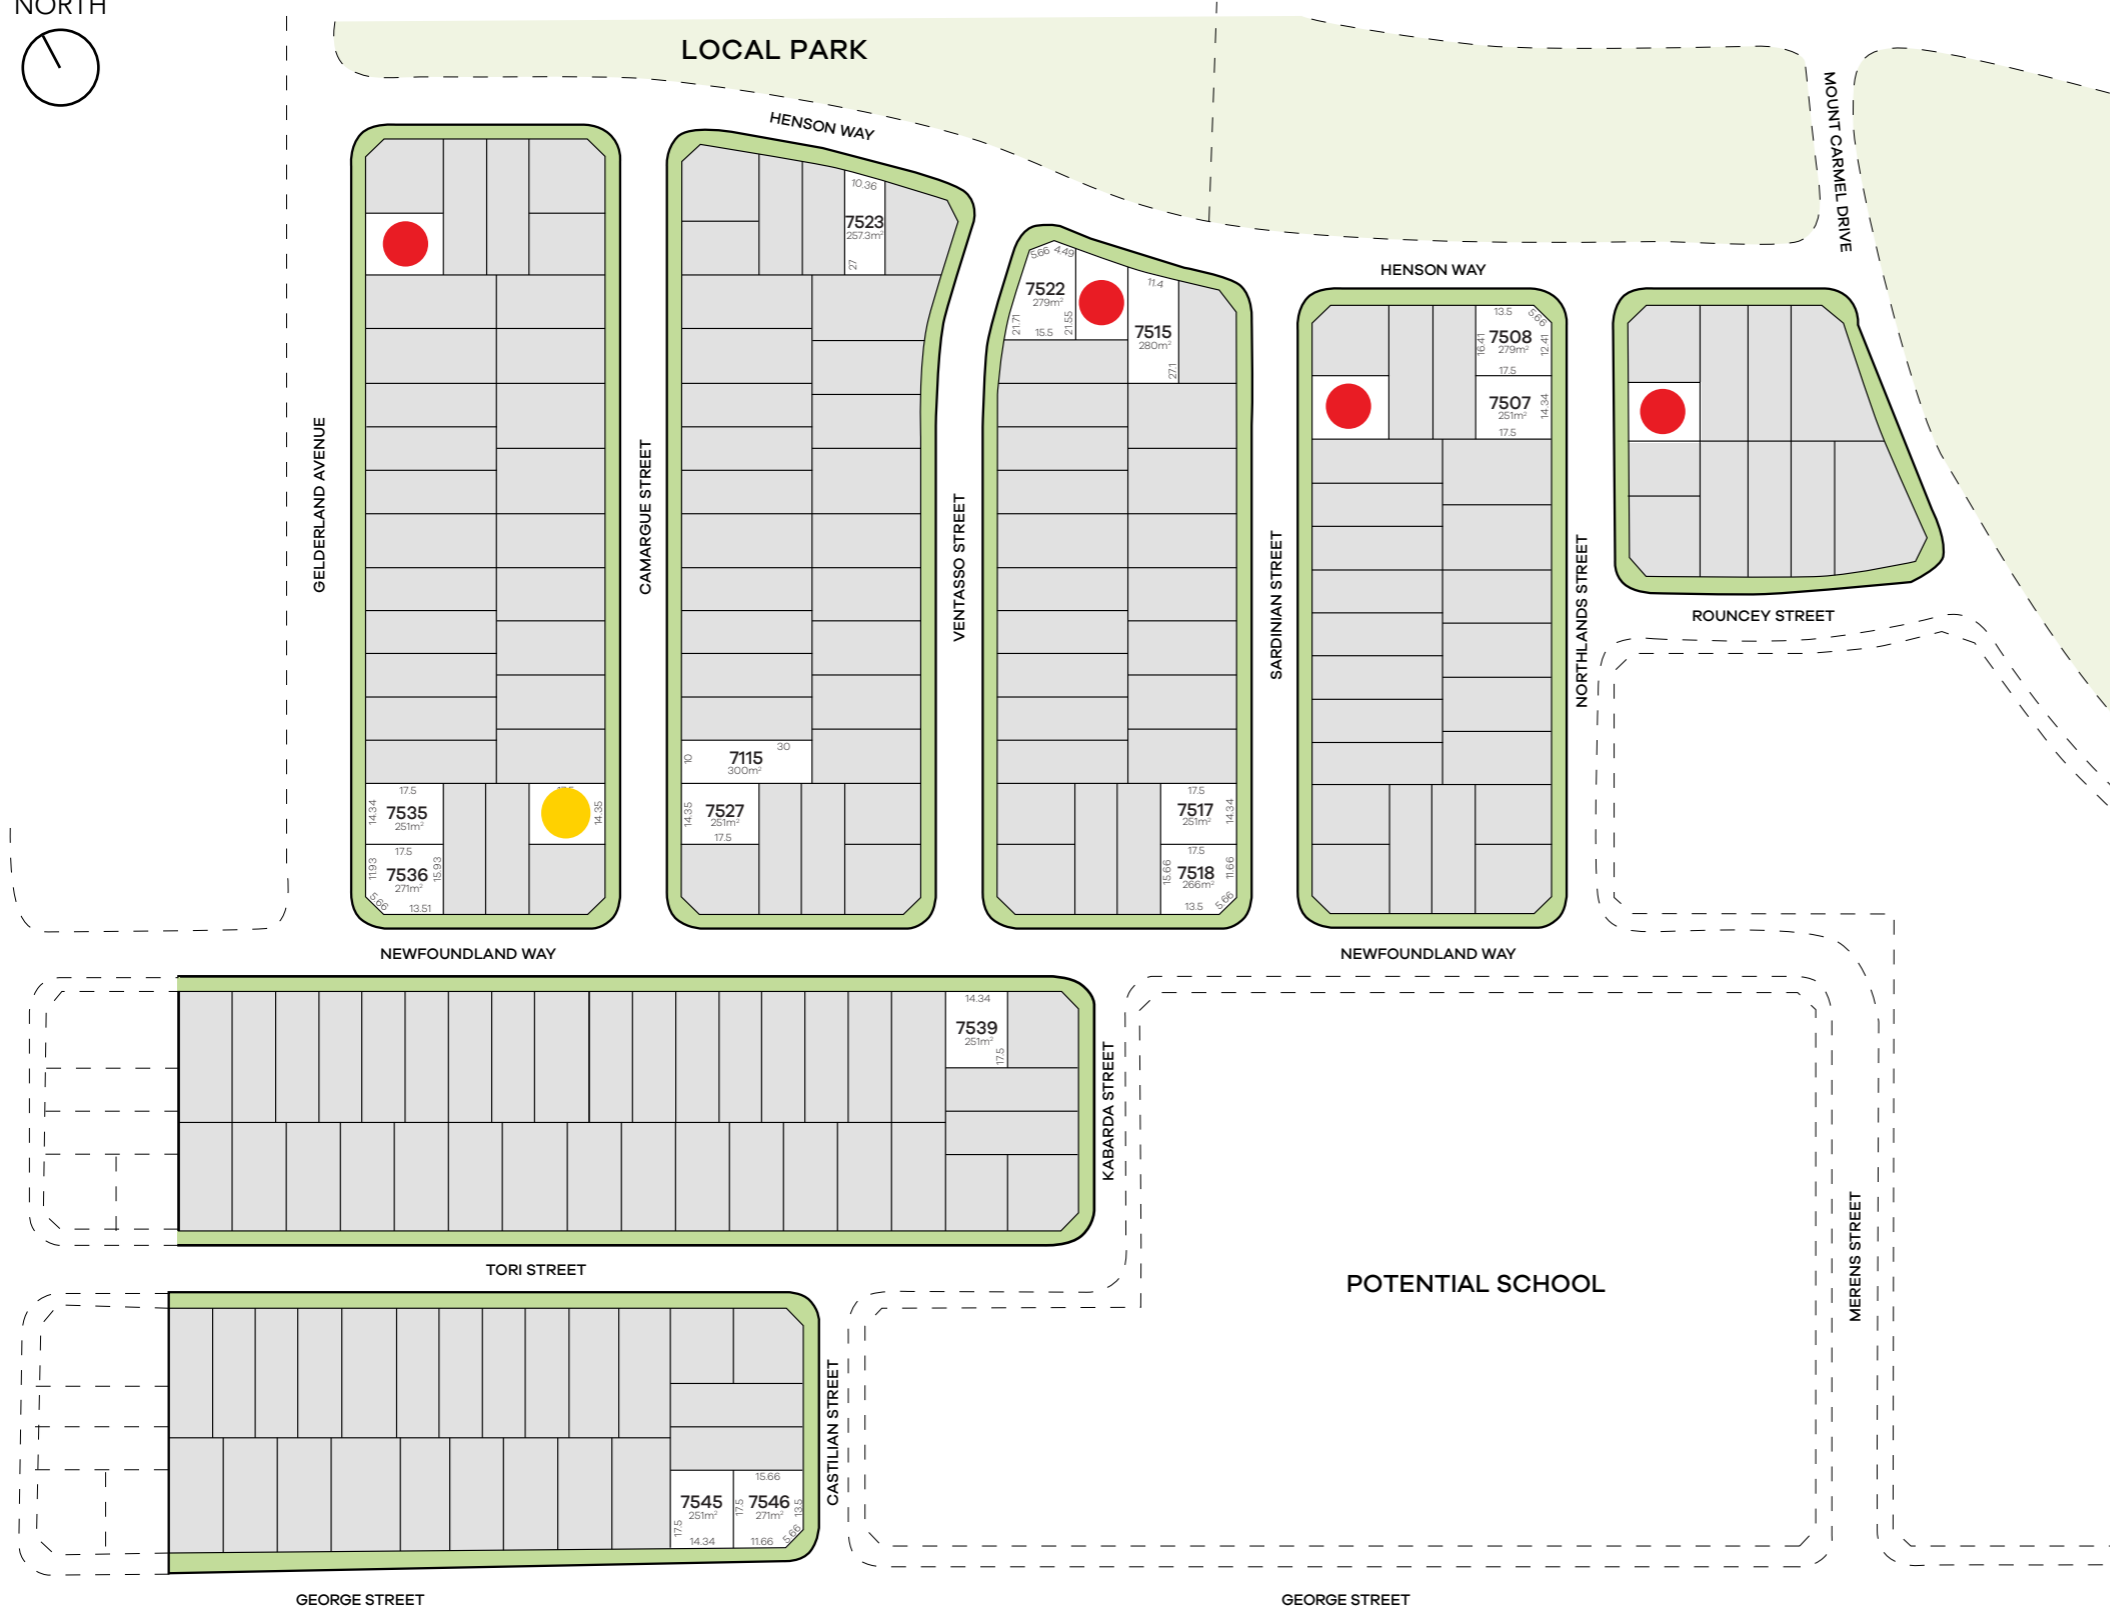 NORTH
LOCAL PARK
HENSON WAY
MOUNT CARMEL DRIVE
10.36
7523
257.3m²
27
5.66 4.49
7522
279m²
21.71
21.55
15.5
11.4
7515
280m²
27.1
HENSON WAY
13.5
5.66
16.41
7508
279m²
12.41
17.5
7507
251m²
14.34
17.5
GELDERLAND AVENUE
CAMARGUE STREET
VENTASSO STREET
SARDINIAN STREET
NORTHLANDS STREET
ROUNCEY STREET
10
7115
30
300m²
17.5
14.34
7535
251m²
14.35
17.5
11.93
7536
271m²
15.93
5.66
13.51
14.35
7527
251m²
17.5
17.5
7517
251m²
14.34
17.5
15.66
7518
266m²
11.66
13.5
5.66
NEWFOUNDLAND WAY
NEWFOUNDLAND WAY
14.34
7539
251m²
17.5
KABARDA STREET
TORI STREET
POTENTIAL SCHOOL
MERENS STREET
CASTILIAN STREET
7545
251m²
17.5
14.34
15.66
17.5
7546
271m²
13.5
11.66
5.66
GEORGE STREET
GEORGE STREET